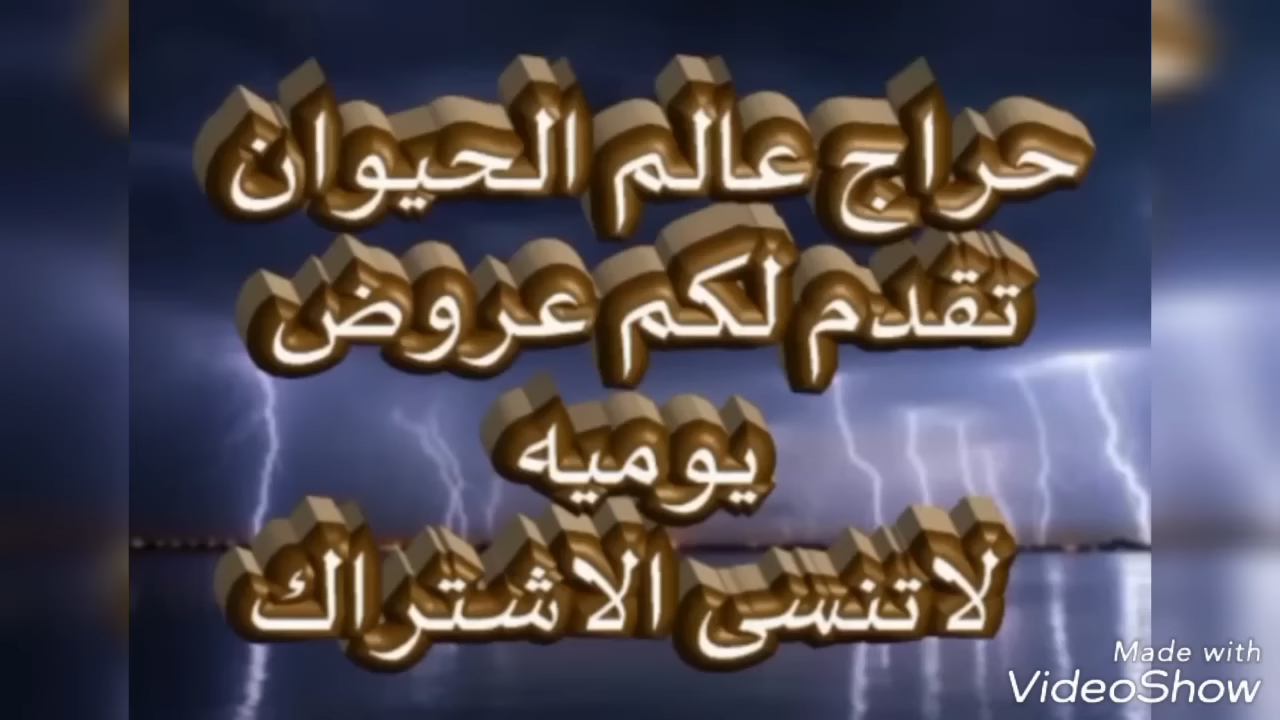 حراج عالم الحيوان
تقدم لكم عروض
يوميه
لاتنسى الاشتراك
Made with
VideoShow